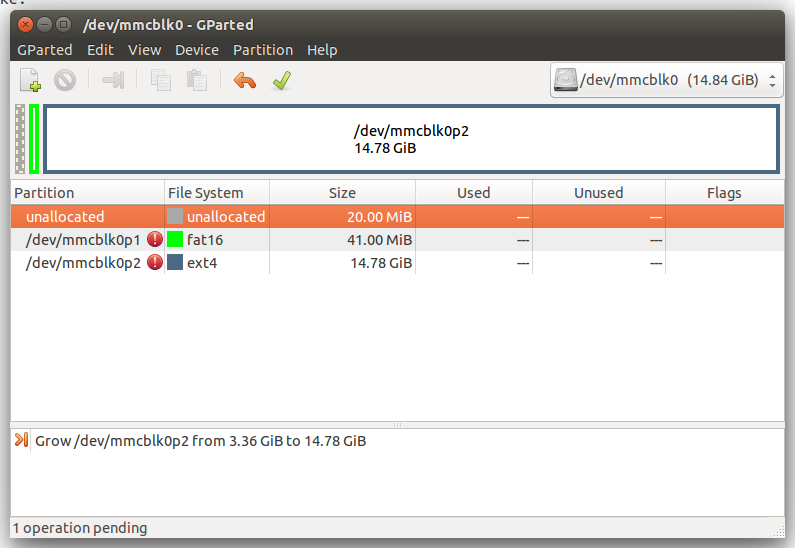 /dev/mmcblk0 - GParted
GParted Edit View Device Partition Help
/dev/mmcblk0 (14.84 GiB)
/dev/mmcblk0p2
14.78 GiB
Partition File System Size Used Unused Flags
unallocated unallocated 20.00 MiB --- ---
/dev/mmcblk0p1 fat16 41.00 MiB --- ---
/dev/mmcblk0p2 ext4 14.78 GiB --- ---
Grow /dev/mmcblk0p2 from 3.36 GiB to 14.78 GiB
1 operation pending